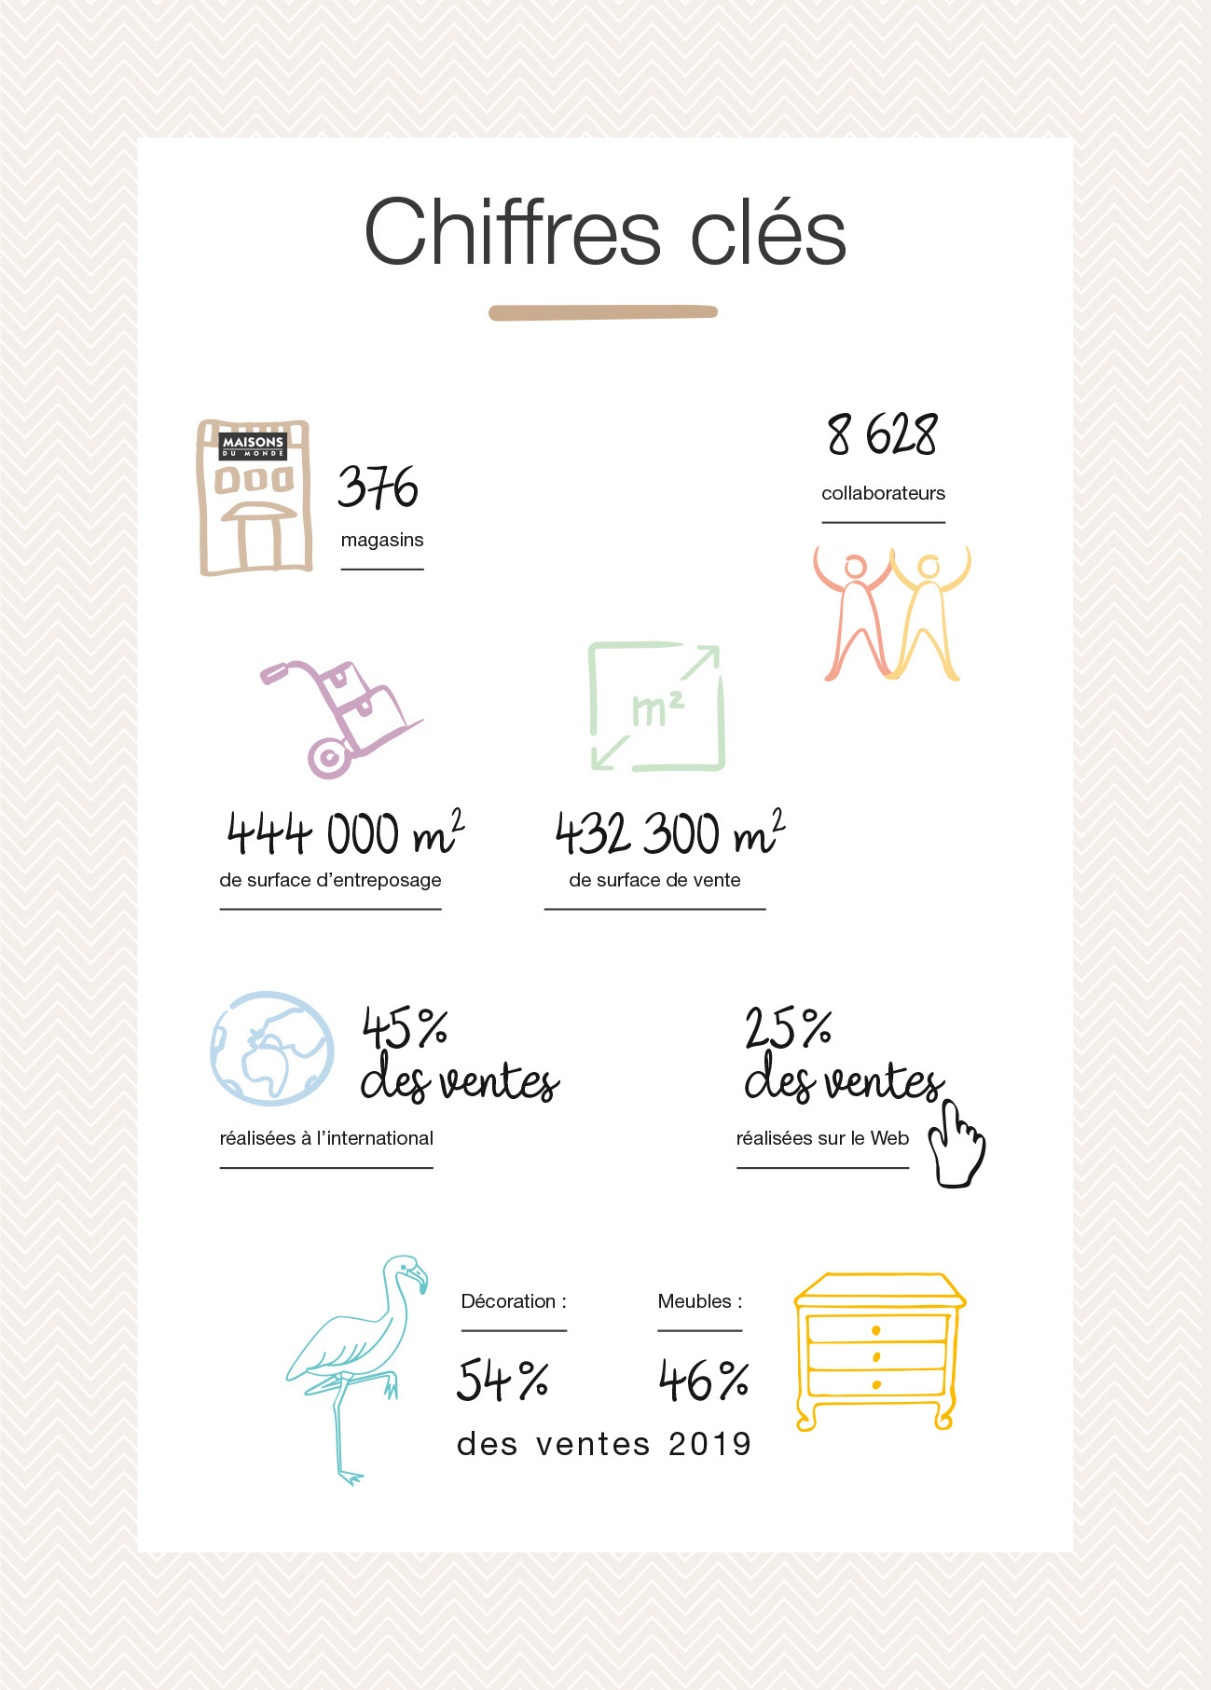 Chiffres clés
MAISONS
DU MONDE
376
magasins
8 628
collaborateurs
m²
444 000 m²
de surface d’entreposage
432 300 m²
de surface de vente
45%
des ventes
réalisées à l’international
25%
des ventes
réalisées sur le Web
Décoration :
54%
Meubles :
46%
des ventes 2019